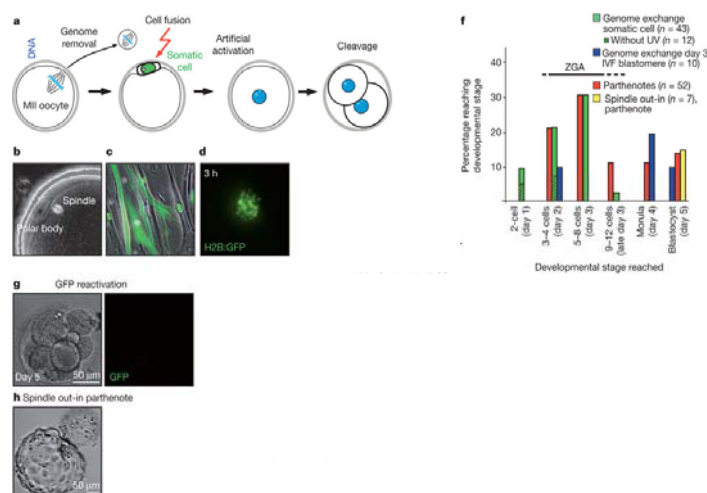 a
Genome
removal
DNA
MII oocyte
Cell fusion
Somatic
cell
Artificial
activation
Cleavage
b
Spindle
Polar body
c
d
3 h
H2B:GFP
f
Genome exchange
somatic cell (n = 43)
Without UV (n = 12)
Genome exchange day 3
IVF blastomere (n = 10)
Parthenotes (n = 52)
Spindle out-in (n = 7),
parthenote
ZGA
Percentage reaching
developmental stage
40
30
20
10
2-cell
(day 1)
3–4 cells
(day 2)
5–8 cells
(day 3)
9–12 cells
(late day 3)
Morula
(day 4)
Blastocyst
(day 5)
Developmental stage reached
g
GFP reactivation
Day 5
50 μm
GFP
h Spindle out-in parthenote
50 μm